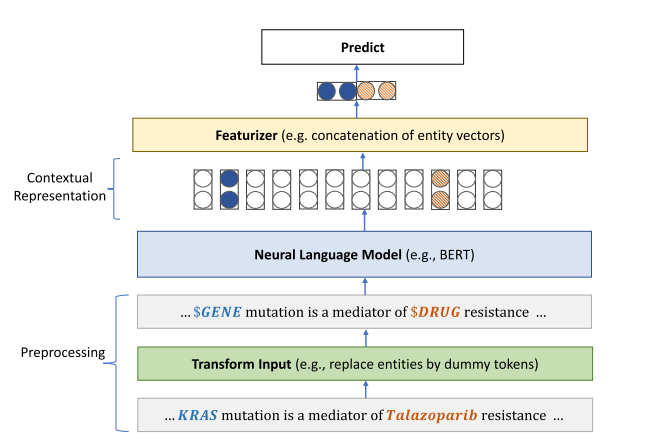 Predict
Featurizer (e.g. concatenation of entity vectors)
Contextual
Representation
Neural Language Model (e.g., BERT)
... $GENE mutation is a mediator of $DRUG resistance ...
Preprocessing
Transform Input (e.g., replace entities by dummy tokens)
... KRAS mutation is a mediator of Talazoparib resistance ...